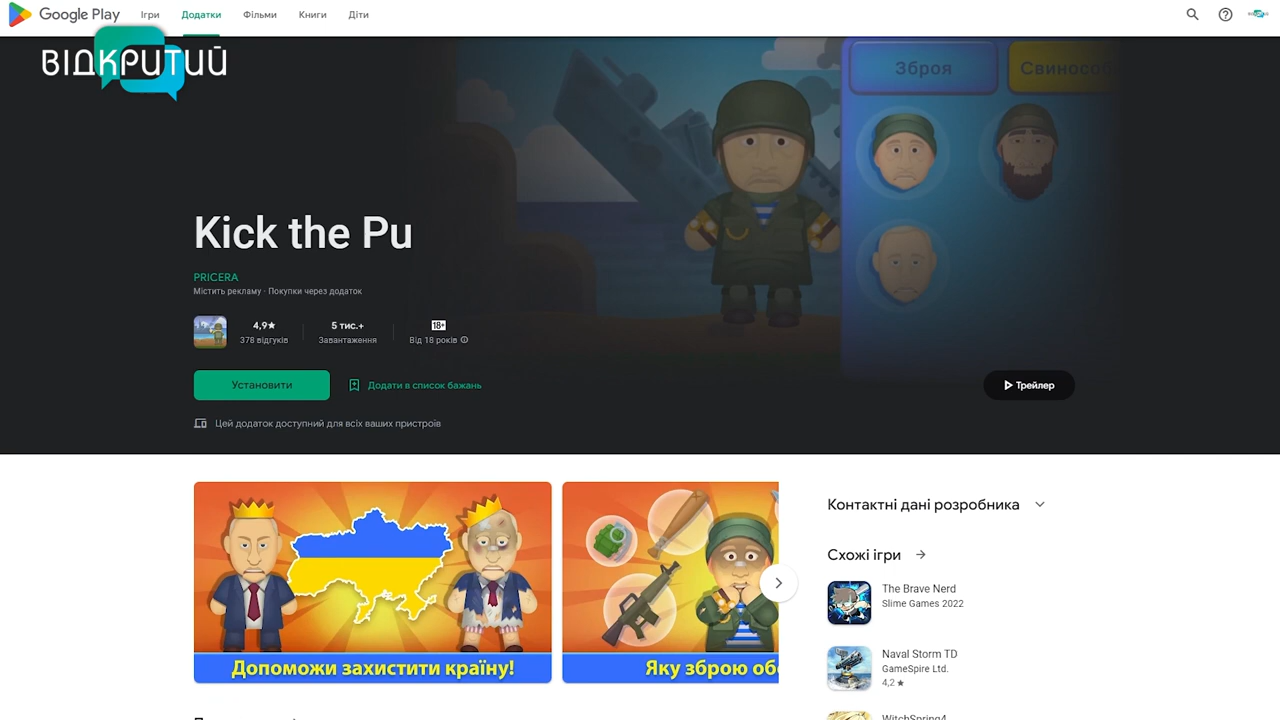 Google Play
Ігри
Додатки
Фільми
Книги
Діти
ВІДКРИТИЙ
Зброя
Kick the Pu
PRICERA
Містить рекламу · Покупки через додаток
4,9★
378 відгуків
5 тис.+
Завантаження
18+
Від 18 років
Установити
Додати в список бажань
Трейлер
Цей додаток доступний для всіх ваших пристроїв
Допоможи захистити країну!
Яку зброю
Контактні дані розробника
Схожі ігри
The Brave Nerd
Slime Games 2022
Naval Storm TD
GameSpire Ltd.
4,2 ★
WitchSpring4